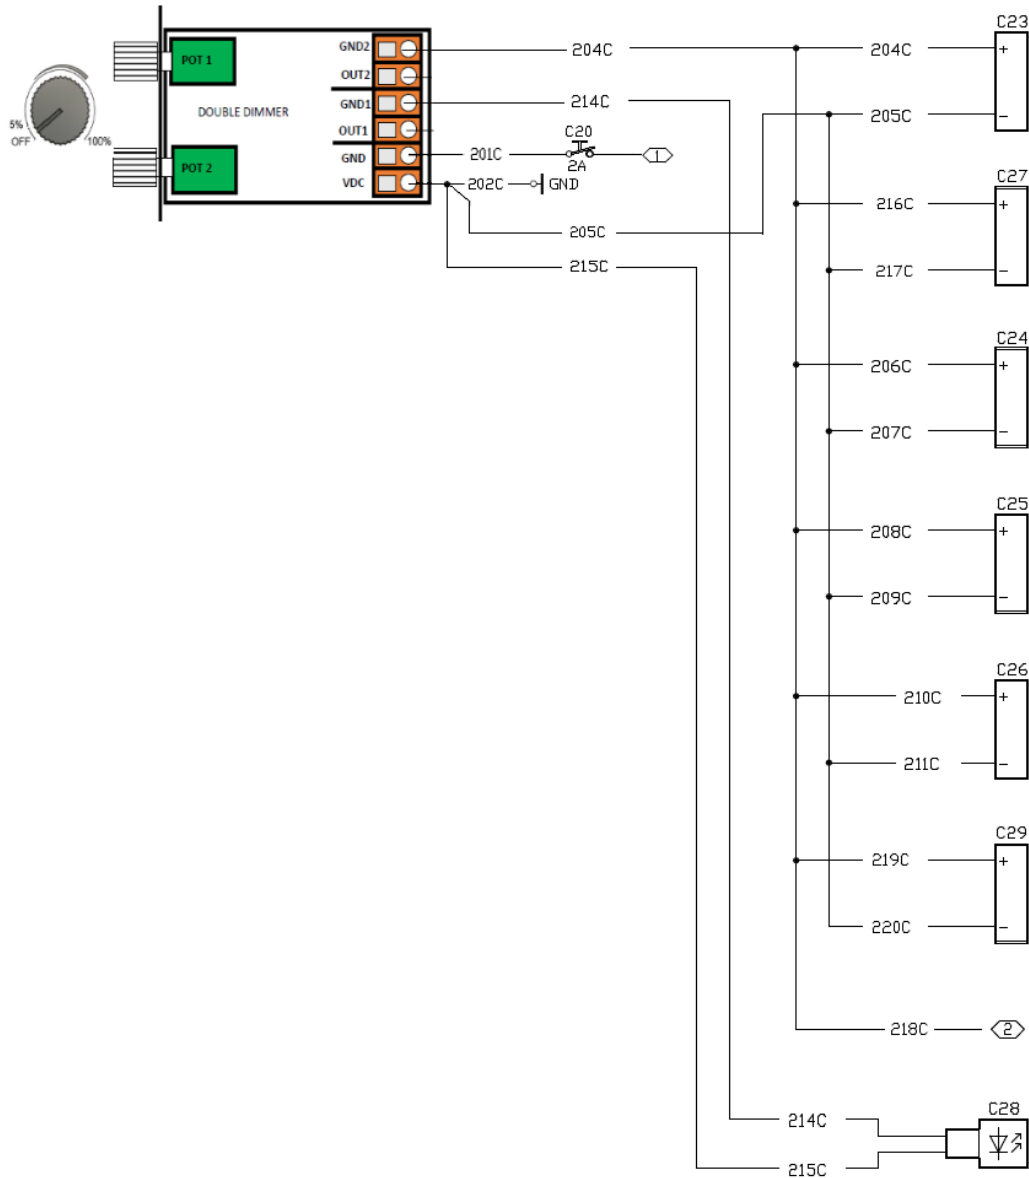 C23
POT 1
GND2
204C
204C
+
OUT2
5%
OFF
100%
DOUBLE DIMMER
GND1
214C
205C
−
OUT1
C20
GND
201C
2A
1
POT 2
VDC
202C
GND
C27
216C
+
205C
215C
217C
−
C24
206C
+
207C
−
C25
208C
+
209C
−
C26
210C
+
211C
−
C29
219C
+
220C
−
218C
2
C28
214C
215C